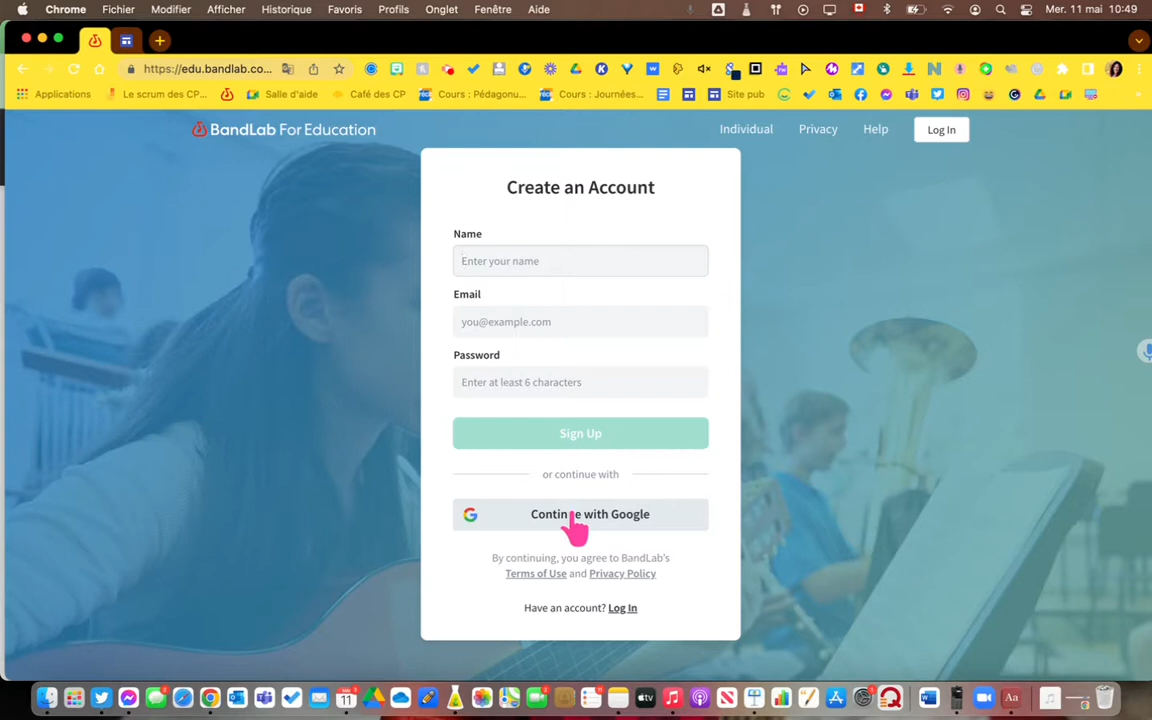 Chrome Fichier Modifier Afficher Historique Favoris Profils Onglet Fenêtre Aide Mer. 11 mai 10:49
https://edu.bandlab.co...
Applications Le scrum des CP... Salle d'aide Café des CP Cours : Pédagonu... Cours : Journées... Site pub
BandLab For Education Individual Privacy Help Log In
Create an Account
Name
Enter your name
Email
you@example.com
Password
Enter at least 6 characters
Sign Up
or continue with
Continue with Google
By continuing, you agree to BandLab's
Terms of Use and Privacy Policy
Have an account? Log In